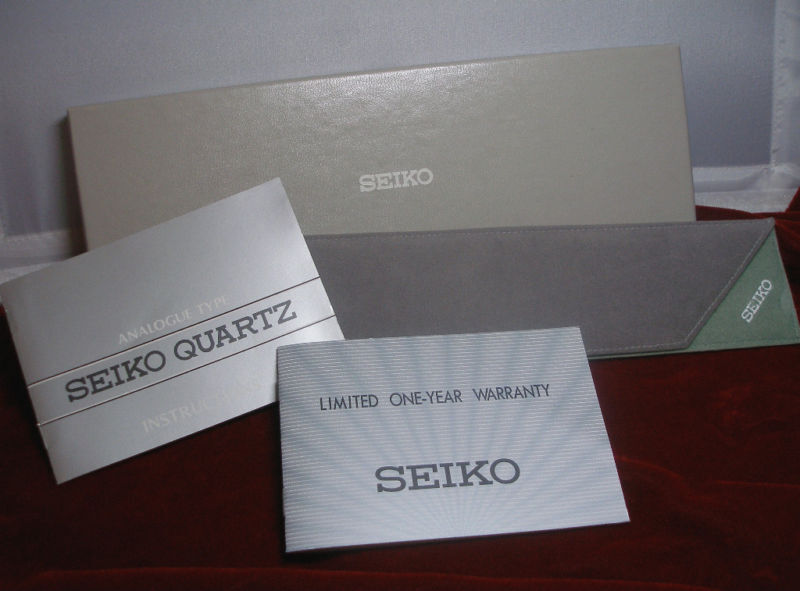 SEIKO
SEIKO
ANALOGUE TYPE
SEIKO QUARTZ
LIMITED ONE-YEAR WARRANTY
SEIKO